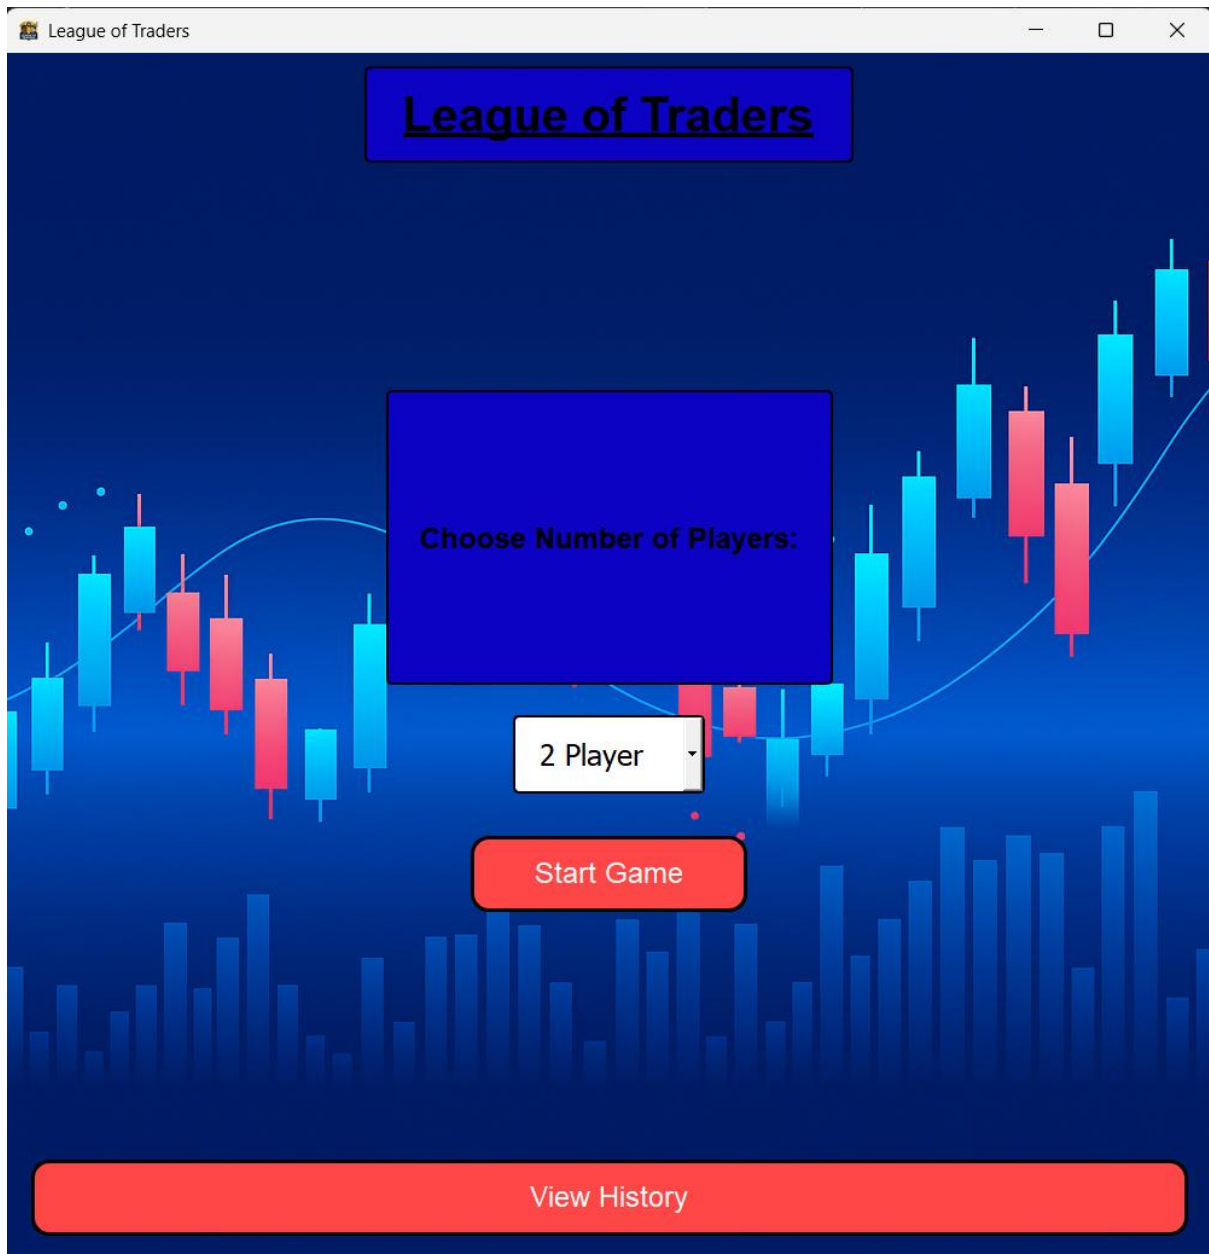 League of Traders
League of Traders
Choose Number of Players:
2 Player
Start Game
View History